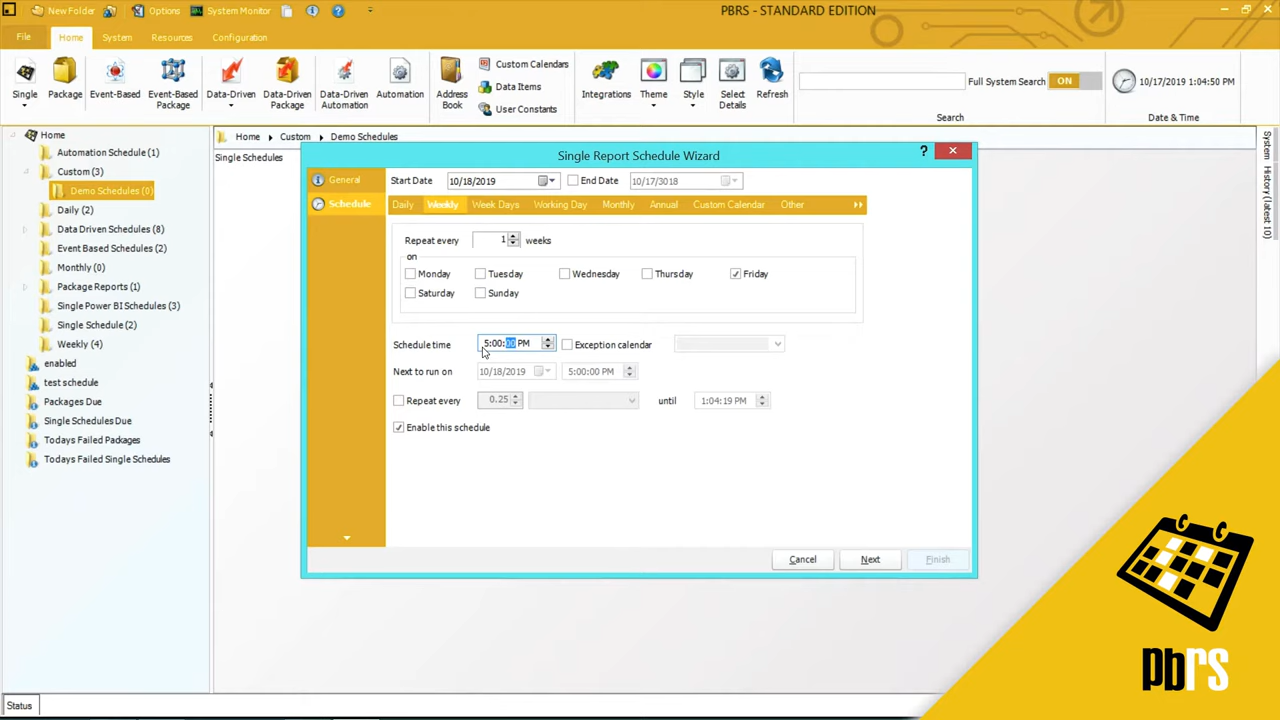 New Folder
Options
System Monitor
PBRS - STANDARD EDITION
File
Home
System
Resources
Configuration
Single
Package
Event-Based
Event-Based Package
Data-Driven
Data-Driven Package
Data-Driven Automation
Automation
Address Book
Custom Calendars
Data Items
User Constants
Integrations
Theme
Style
Select Details
Refresh
Full System Search ON
Search
10/17/2019 1:04:50 PM
Date & Time
Home
Automation Schedule (1)
Custom (3)
Demo Schedules (0)
Daily (2)
Data Driven Schedules (8)
Event Based Schedules (2)
Monthly (0)
Package Reports (1)
Single Power BI Schedules (3)
Single Schedule (2)
Weekly (4)
enabled
test schedule
Packages Due
Single Schedules Due
Todays Failed Packages
Todays Failed Single Schedules
Home Custom Demo Schedules
Single Schedules
Single Report Schedule Wizard
?
General
Schedule
Start Date 10/18/2019 End Date 10/17/3018
Daily Weekly Week Days Working Day Monthly Annual Custom Calendar Other
Repeat every 1 weeks
on
Monday Tuesday Wednesday Thursday Friday
Saturday Sunday
Schedule time 5:00:00 PM Exception calendar
Next to run on 10/18/2019 5:00:00 PM
Repeat every 0.25 until 1:04:19 PM
Enable this schedule
Cancel Next Finish
System History (latest 10)
pbrs
Status